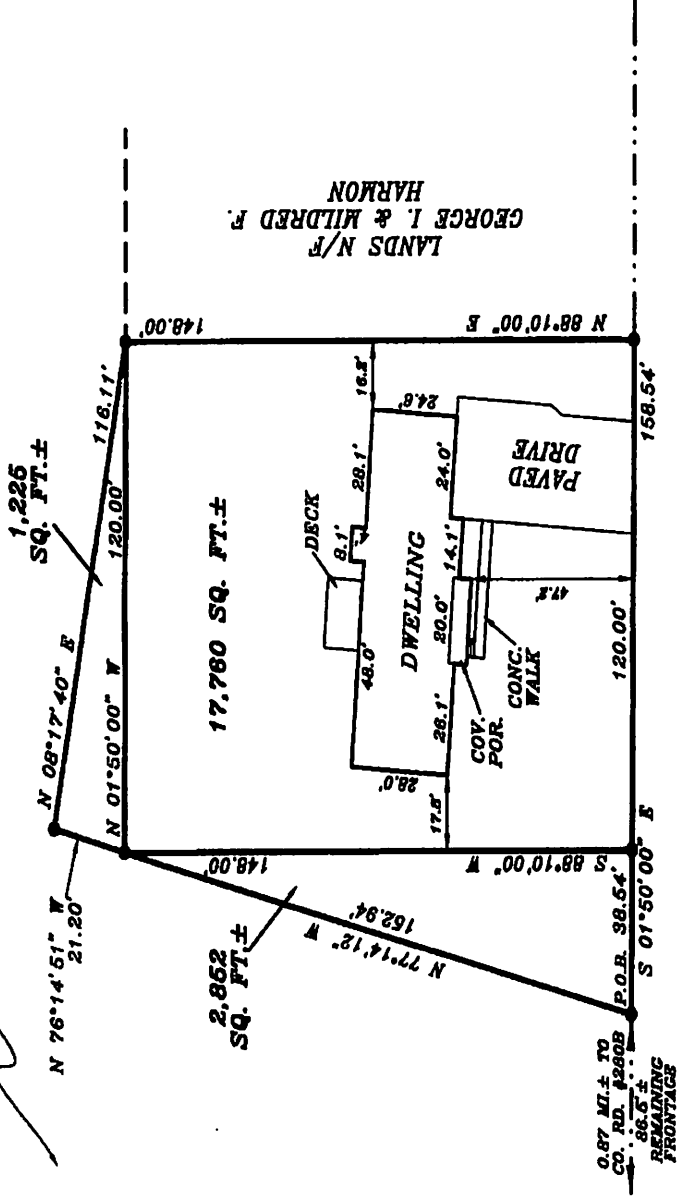 LANDS N/F
GEORGE I. & MILDRED F.
HARMON
1,225
SQ. FT.±
116.11'
N 08°17'40" E
120.00'
N 01°50'00" W
N 76°14'51" W
21.20'
148.00'
N 88°10'00" E
17,760 SQ. FT.±
DECK
16.2'
28.1'
8.1'
48.0'
24.6'
DWELLING
24.0'
14.1'
20.0'
26.1'
28.0'
17.8'
PAVED
DRIVE
COV.
POR.
CONC.
WALK
47.2'
148.00'
S 88°10'00" W
2,852
SQ. FT.±
152.94'
N 77°14'12" W
158.54'
120.00'
P.O.B. 38.54'
S 01°50'00" E
0.87 MI.± TO
CO. RD. #280B
86.5'±
REMAINING
FRONTAGE